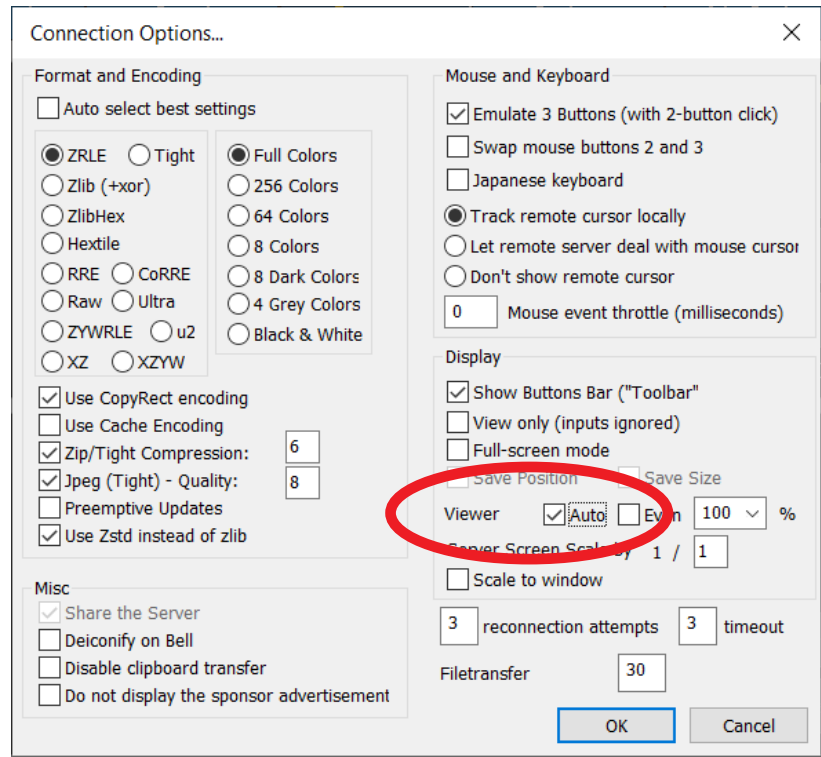 Connection Options...
Format and Encoding
Auto select best settings
ZRLE Tight
Zlib (+xor)
ZlibHex
Hextile
RRE CoRRE
Raw Ultra
ZYWRLE u2
XZ XZYW
Full Colors
256 Colors
64 Colors
8 Colors
8 Dark Colors
4 Grey Colors
Black & White
Use CopyRect encoding
Use Cache Encoding
Zip/Tight Compression: 6
Jpeg (Tight) - Quality: 8
Preemptive Updates
Use Zstd instead of zlib
Misc
Share the Server
Deiconify on Bell
Disable clipboard transfer
Do not display the sponsor advertisement
Mouse and Keyboard
Emulate 3 Buttons (with 2-button click)
Swap mouse buttons 2 and 3
Japanese keyboard
Track remote cursor locally
Let remote server deal with mouse cursor
Don't show remote cursor
0 Mouse event throttle (milliseconds)
Display
Show Buttons Bar ("Toolbar"
View only (inputs ignored)
Full-screen mode
Save Position Save Size
Viewer Auto Even 100 %
Server Screen Scale by 1 / 1
Scale to window
3 reconnection attempts 3 timeout
Filetransfer 30
OK Cancel